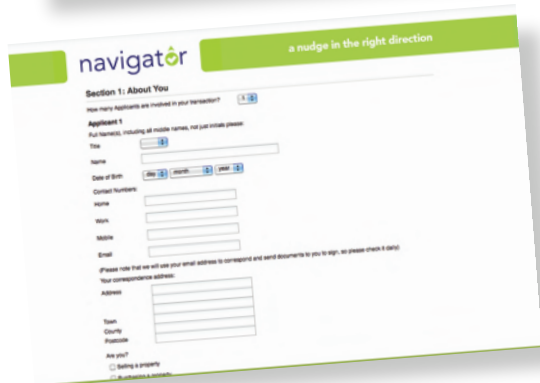 navigator
a nudge in the right direction
Section 1: About You
How many Applicants are involved in your transaction?
Applicant 1
Full Name(s), including all middle names, not just initials please:
Title
Name
Date of Birth day month year
Contact Numbers:
Home
Work
Mobile
Email
(Please note that we will use your email address to correspond and send documents to you to sign, so please check it daily)
Your correspondence address:
Address
Town
County
Postcode
Are you?
Selling a property
Purchasing a property